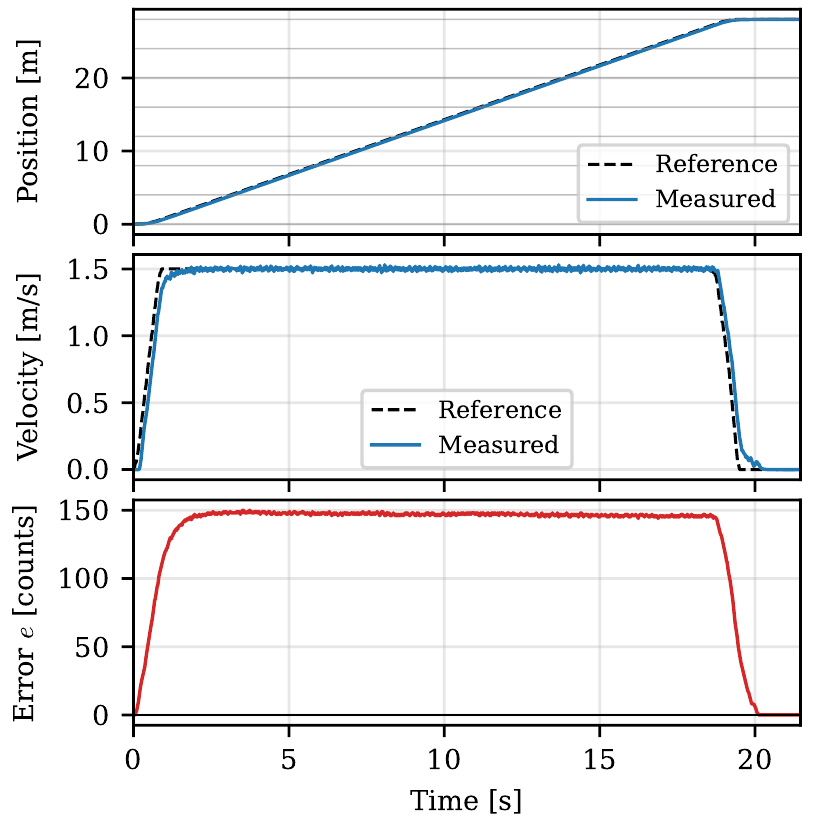 Position [m]
20
10
0
Reference
Measured
Velocity [m/s]
1.5
1.0
0.5
0.0
Reference
Measured
Error e [counts]
150
100
50
0
0 5 10 15 20
Time [s]